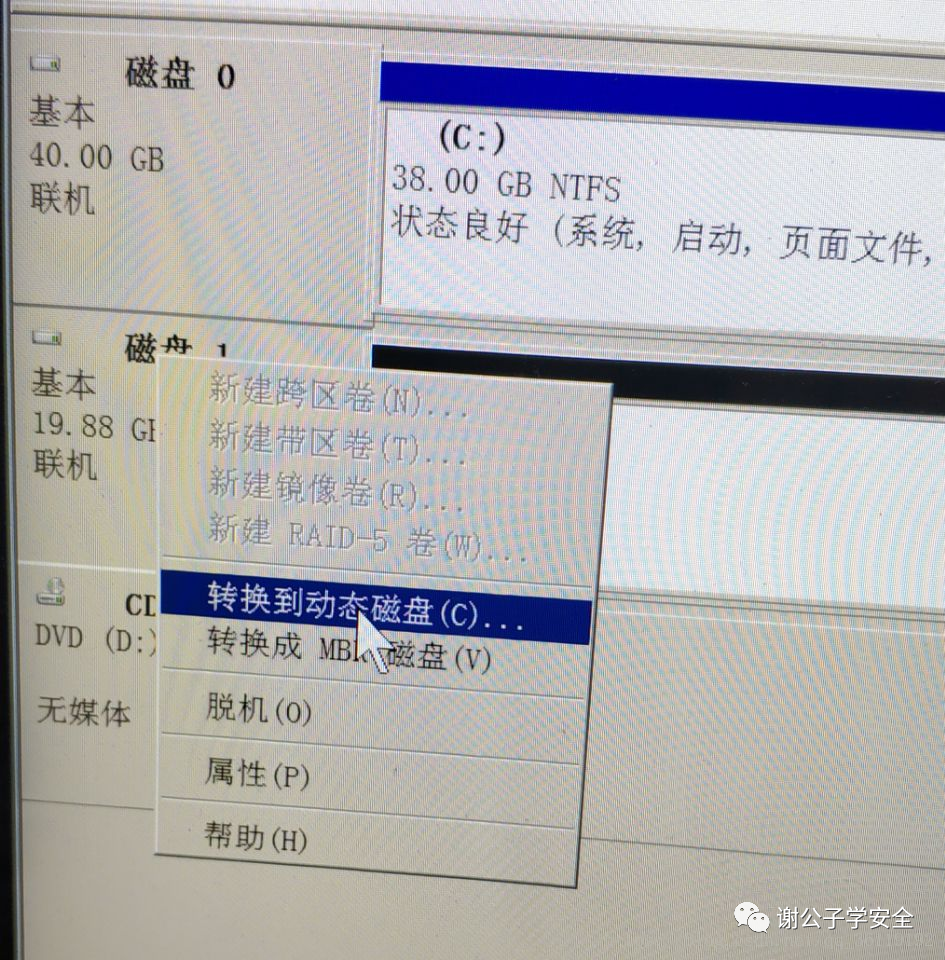 磁盘 0
基本
40.00 GB
联机
(C:)
38.00 GB NTFS
状态良好 (系统, 启动, 页面文件,
磁盘 1
基本
19.88 GB
联机
新建跨区卷(N)...
新建带区卷(T)...
新建镜像卷(R)...
新建 RAID-5 卷(W)...
转换到动态磁盘(C)...
转换成 MBR 磁盘(V)
脱机(O)
属性(P)
帮助(H)
CD
DVD (D:)
无媒体
谢公子学安全